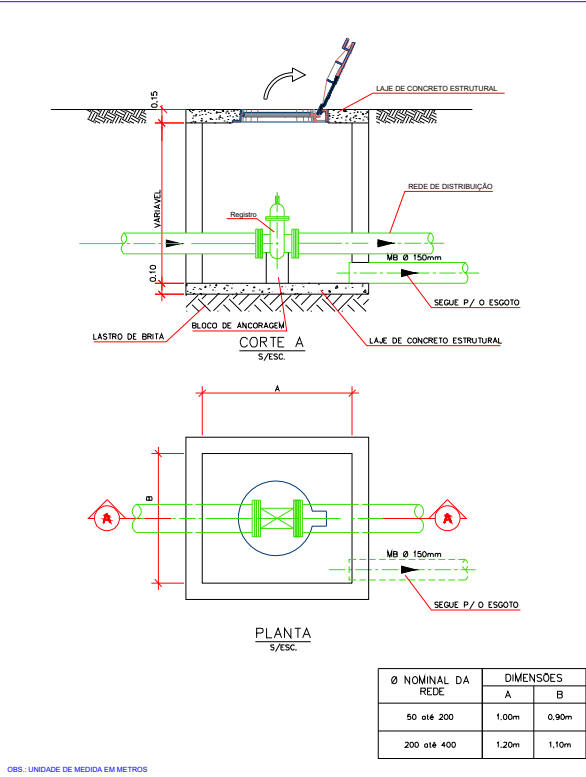 0.15
LAJE DE CONCRETO ESTRUTURAL
VARIAVEL
Registro
REDE DE DISTRIBUIÇÃO
MB Ø 150mm
0.10
SEGUE P/ O ESGOTO
BLOCO DE ANCORAGEM
LASTRO DE BRITA
LAJE DE CONCRETO ESTRUTURAL
CORTE A
S/ESC.
A
B
A
A
MB Ø 150mm
SEGUE P/ O ESGOTO
PLANTA
S/ESC.
Ø NOMINAL DA REDE DIMENSÕES
A B
50 até 200 1,00m 0,90m
200 até 400 1,20m 1,10m
OBS.: UNIDADE DE MEDIDA EM METROS